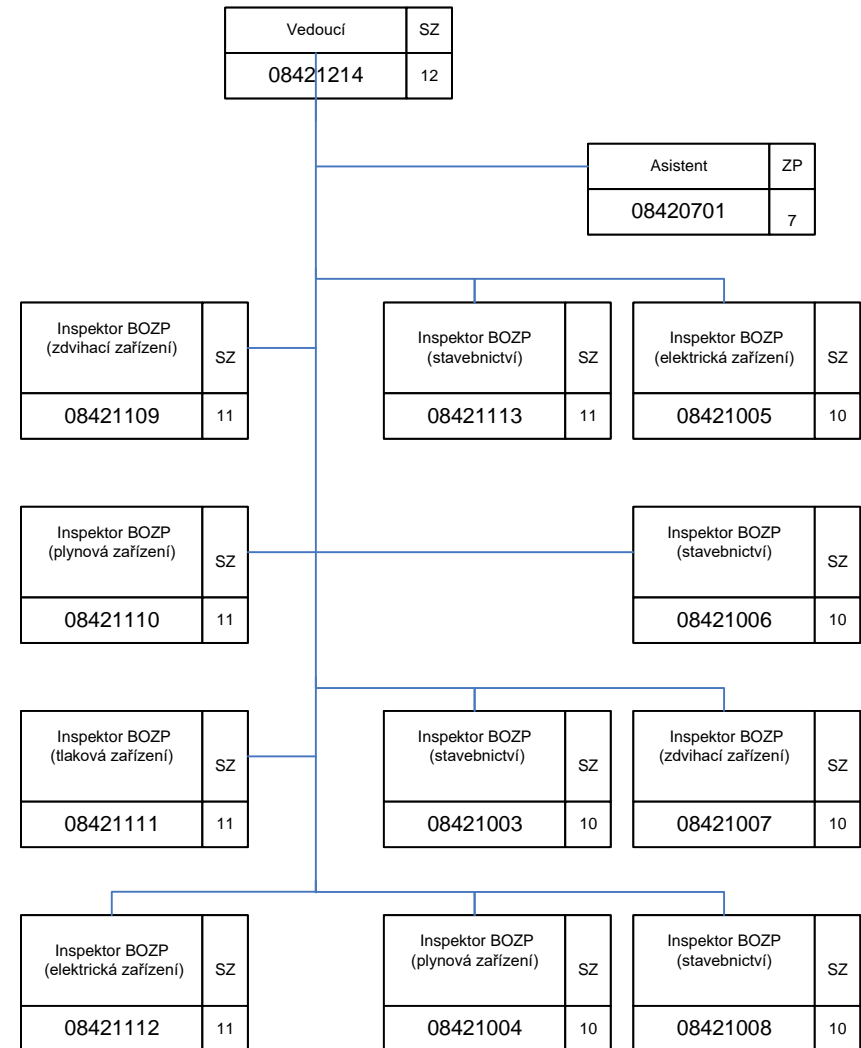 Vedoucí SZ
08421214 12
Asistent ZP
08420701 7
Inspektor BOZP
(zdvihací zařízení) SZ
08421109 11
Inspektor BOZP
(stavebnictví) SZ
08421113 11
Inspektor BOZP
(elektrická zařízení) SZ
08421005 10
Inspektor BOZP
(plynová zařízení) SZ
08421110 11
Inspektor BOZP
(stavebnictví) SZ
08421006 10
Inspektor BOZP
(tlaková zařízení) SZ
08421111 11
Inspektor BOZP
(stavebnictví) SZ
08421003 10
Inspektor BOZP
(zdvihací zařízení) SZ
08421007 10
Inspektor BOZP
(elektrická zařízení) SZ
08421112 11
Inspektor BOZP
(plynová zařízení) SZ
08421004 10
Inspektor BOZP
(stavebnictví) SZ
08421008 10